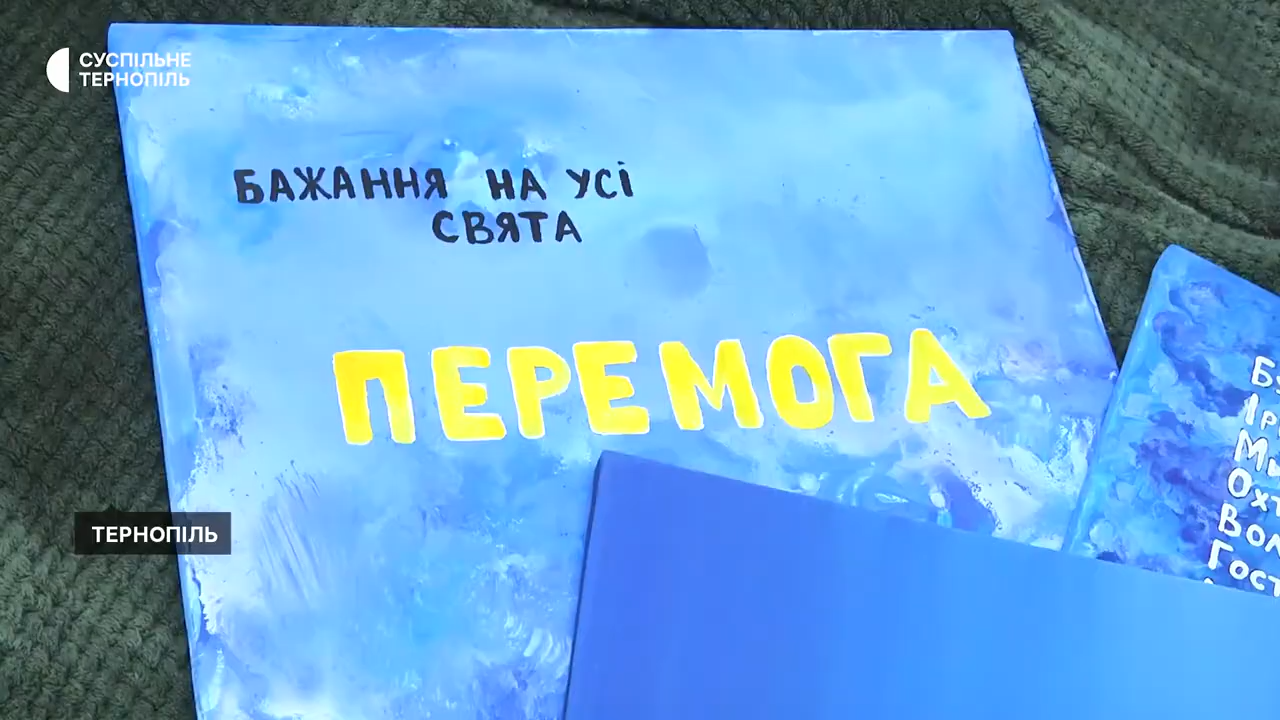 СУСПІЛЬНЕ
ТЕРНОПІЛЬ
БАЖАННЯ НА УСІ
СВЯТА
ПЕРЕМОГА
ТЕРНОПІЛЬ